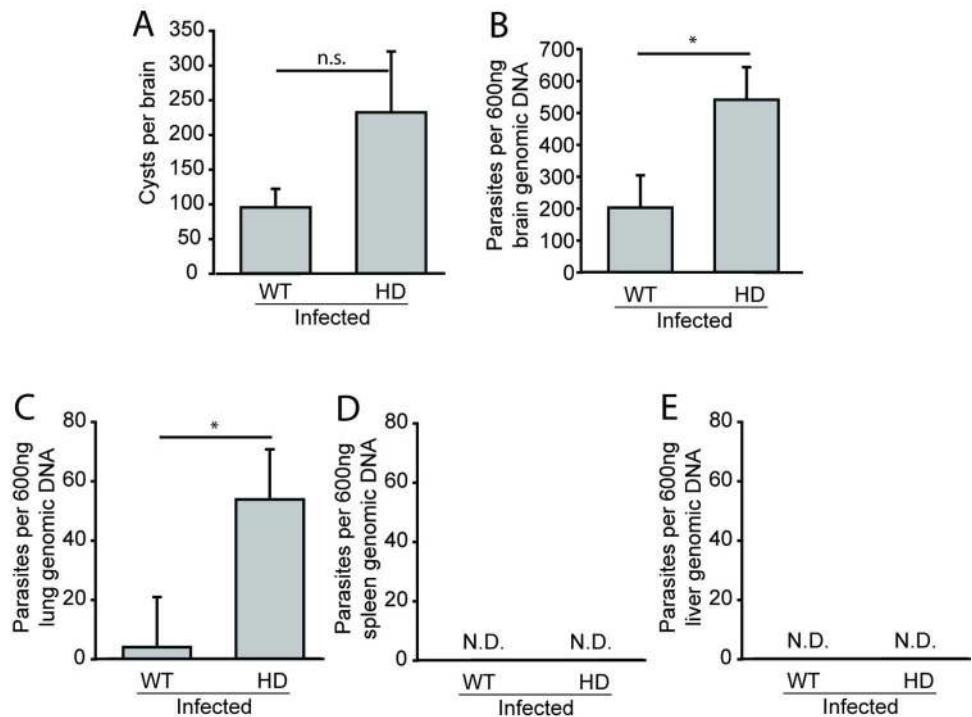 A
Cysts per brain
350
300
250
200
150
100
50
0
n.s.
WT HD
Infected
B
Parasites per 600ng
brain genomic DNA
700
600
500
400
300
200
100
0
*
WT HD
Infected
C
Parasites per 600ng
lung genomic DNA
80
60
40
20
0
*
WT HD
Infected
D
Parasites per 600ng
spleen genomic DNA
80
60
40
20
0
N.D. N.D.
WT HD
Infected
E
Parasites per 600ng
liver genomic DNA
80
60
40
20
0
N.D. N.D.
WT HD
Infected